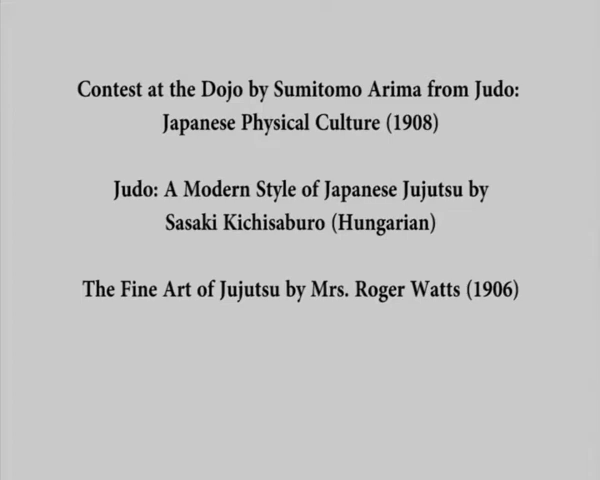 Contest at the Dojo by Sumitomo Arima from Judo:
Japanese Physical Culture (1908)
Judo: A Modern Style of Japanese Jujutsu by
Sasaki Kichisaburo (Hungarian)
The Fine Art of Jujutsu by Mrs. Roger Watts (1906)